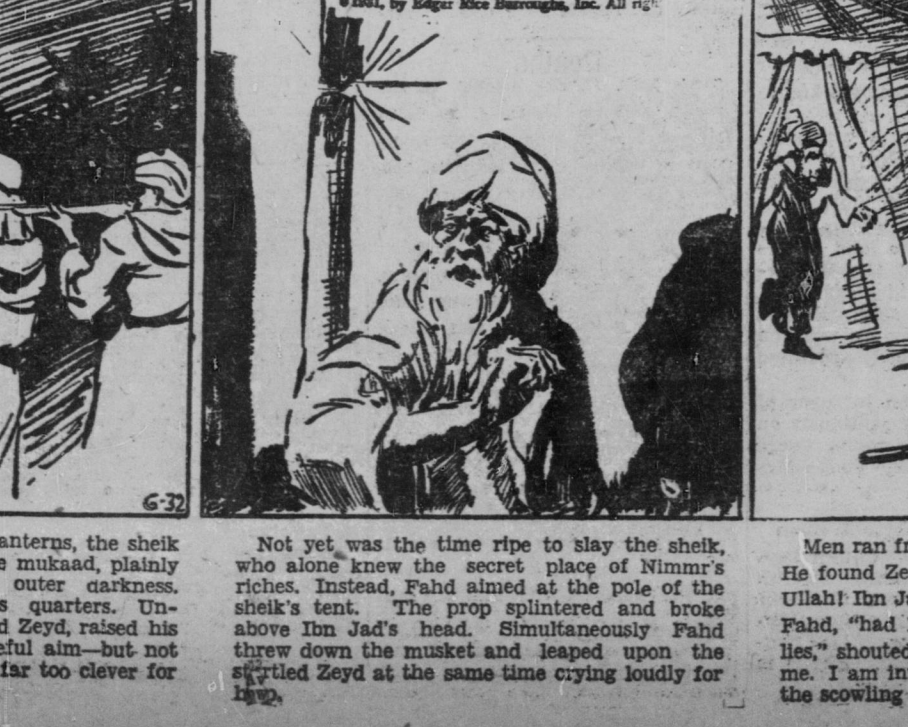 1931, by Edgar Rice Burroughs, Inc. All
G-32
anterns, the sheik
e mukaad, plainly
outer darkness.
s quarters. Un-
d Zeyd, raised his
eful aim—but not
far too clever for
Not yet was the time ripe to slay the sheik,
who alone knew the secret place of Nimmr's
riches. Instead, Fahd aimed at the pole of the
sheik's tent. The prop splintered and broke
above Ibn Jad's head. Simultaneously Fahd
threw down the musket and leaped upon the
startled Zeyd at the same time crying loudly for
Men ran fr
He found Ze
Ullah! Ibn Ja
Fahd, "had
lies," shouted
me. I am in
the scowling